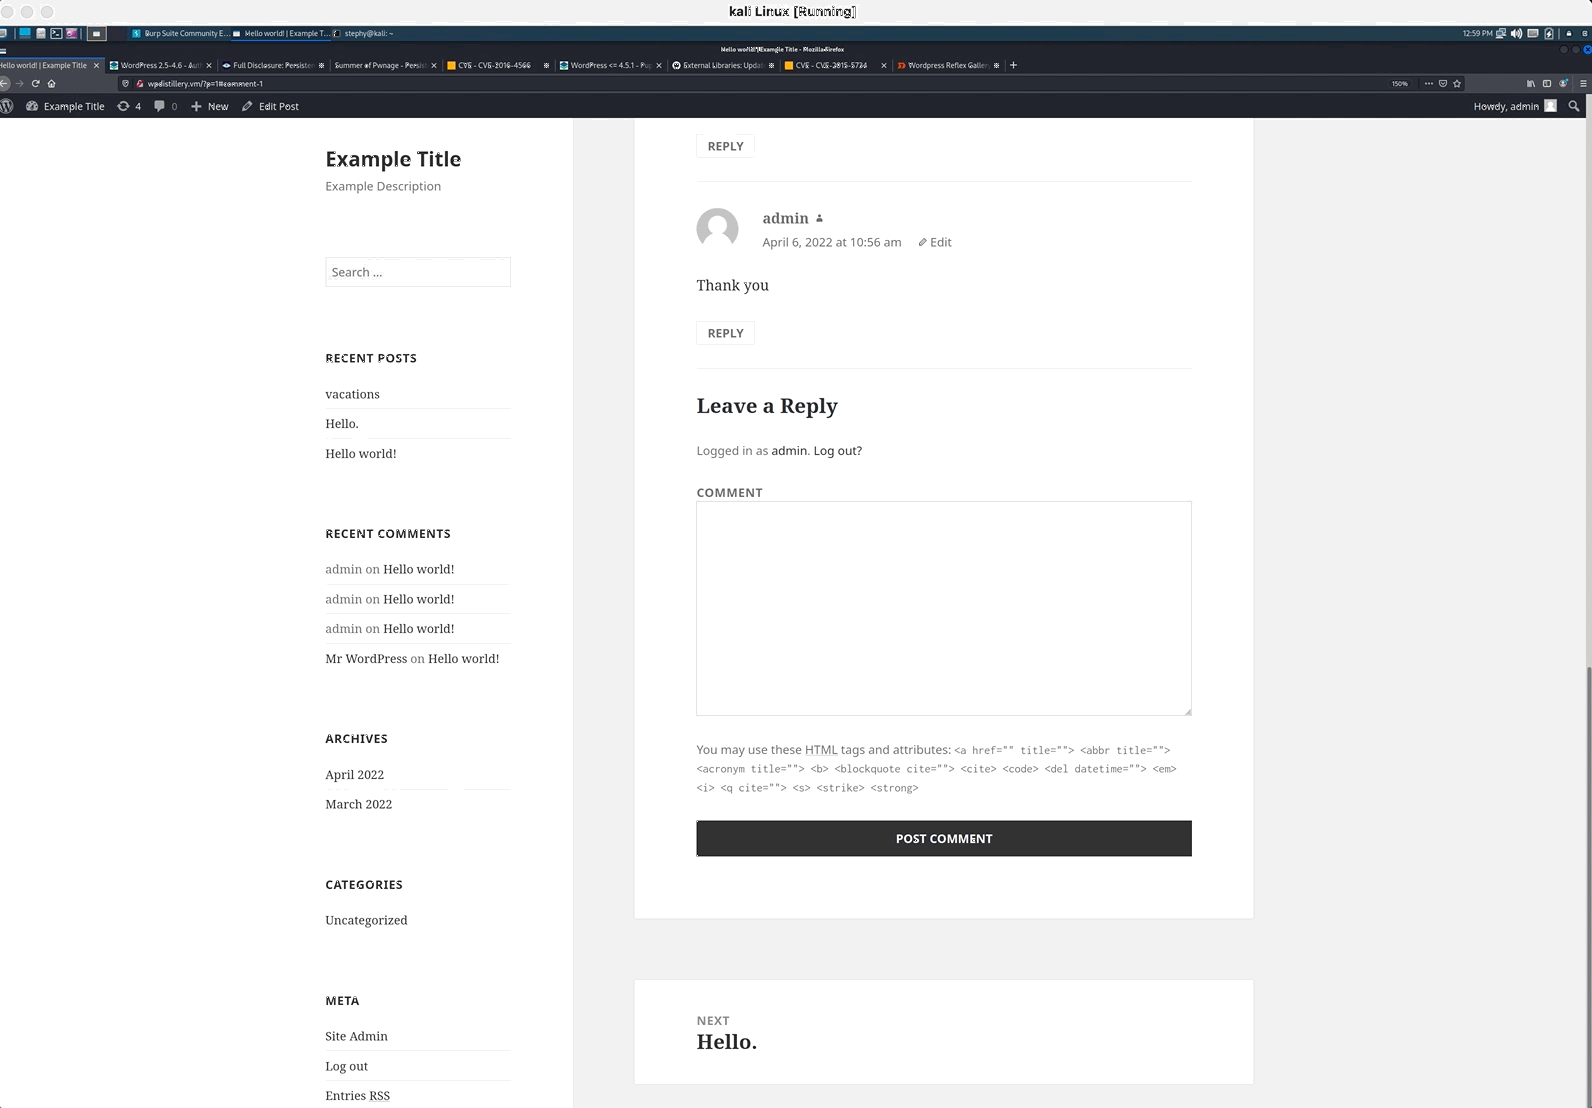 kali Linux [Running]
Burp Suite Community E...
Hello world! | Example T...
stephy@kali: ~
12:59 PM
Hello world! | Example Title - Mozilla Firefox
Hello world! | Example Title
WordPress 2.5-4.6 - Auth
Full Disclosure: Persisten
Summer of Pwnage - Persist
CVE - CVE-2016-4566
WordPress <= 4.5.1 - Pup
External Libraries: Updat
CVE - CVE-2015-5734
Wordpress Reflex Gallery
wpdistillery.vm/?p=1#comment-1
150%
Example Title
4
0
New
Edit Post
Howdy, admin
Example Title
Example Description
Search ...
RECENT POSTS
vacations
Hello.
Hello world!
RECENT COMMENTS
admin on Hello world!
admin on Hello world!
admin on Hello world!
Mr WordPress on Hello world!
ARCHIVES
April 2022
March 2022
CATEGORIES
Uncategorized
META
Site Admin
Log out
Entries RSS
REPLY
admin
April 6, 2022 at 10:56 am
Edit
Thank you
REPLY
Leave a Reply
Logged in as admin. Log out?
COMMENT
You may use these HTML tags and attributes: <a href="" title=""> <abbr title="">
<acronym title=""> <b> <blockquote cite=""> <cite> <code> <del datetime=""> <em>
<i> <q cite=""> <s> <strike> <strong>
POST COMMENT
NEXT
Hello.